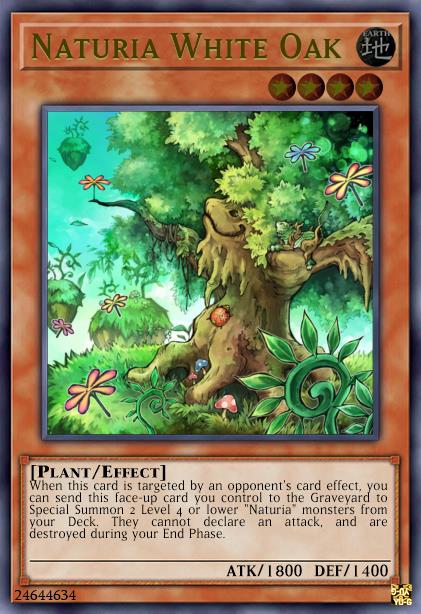 NATURIA WHITE OAK
EARTH
地
[PLANT/EFFECT]
When this card is targeted by an opponent's card effect, you
can send this face-up card you control to the Graveyard to
Special Summon 2 Level 4 or lower "Naturia" monsters from
your Deck. They cannot declare an attack, and are
destroyed during your End Phase.
ATK/1800 DEF/1400
24644634